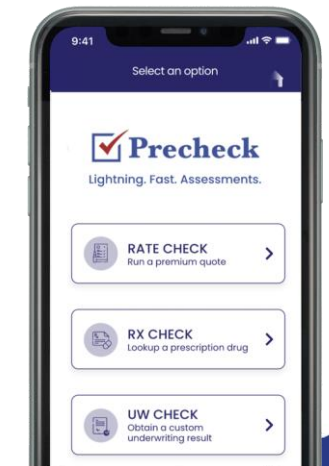 9:41
Select an option
Precheck
Lightning. Fast. Assessments.
RATE CHECK
Run a premium quote
RX CHECK
Lookup a prescription drug
UW CHECK
Obtain a custom
underwriting result